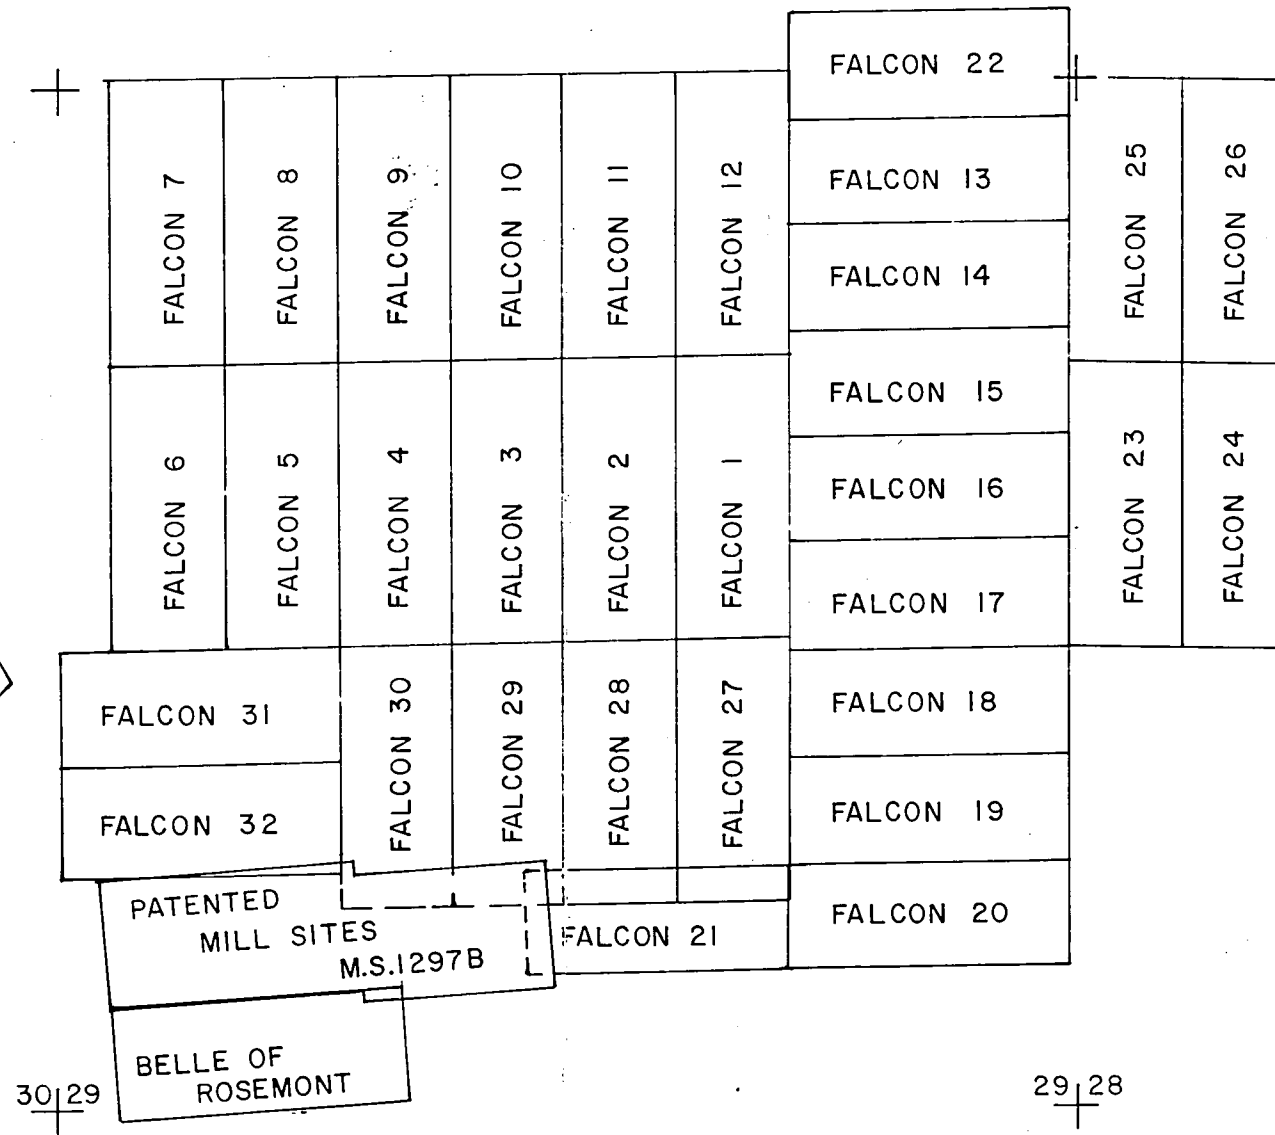 FALCON 22
FALCON 7
FALCON 8
FALCON 9
FALCON 10
FALCON 11
FALCON 12
FALCON 13
FALCON 14
FALCON 25
FALCON 26
FALCON 6
FALCON 5
FALCON 4
FALCON 3
FALCON 2
FALCON 1
FALCON 15
FALCON 16
FALCON 17
FALCON 23
FALCON 24
FALCON 31
FALCON 32
FALCON 30
FALCON 29
FALCON 28
FALCON 27
FALCON 18
FALCON 19
FALCON 20
FALCON 21
PATENTED
MILL SITES
M.S.1297B
BELLE OF
ROSEMONT
30 29
29 28